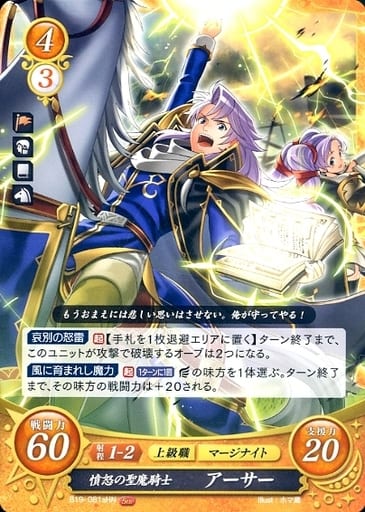 4
3
もうおまえには悲しい思いはさせない。俺が守ってやる!
哀別の怒雷 起【手札を1枚退避エリアに置く】ターン終了まで、
このユニットが攻撃で破壊するオーブは2つになる。
風に育まれし魔力 起 1ターンに1回 の味方を1体選ぶ。ターン終了
まで、その味方の戦闘力は+20される。
戦闘力
60
射程 1-2 上級職 マージナイト
支援力
20
憤怒の聖魔騎士 アーサー
B19-081aHN
Illust:ホマ蔵